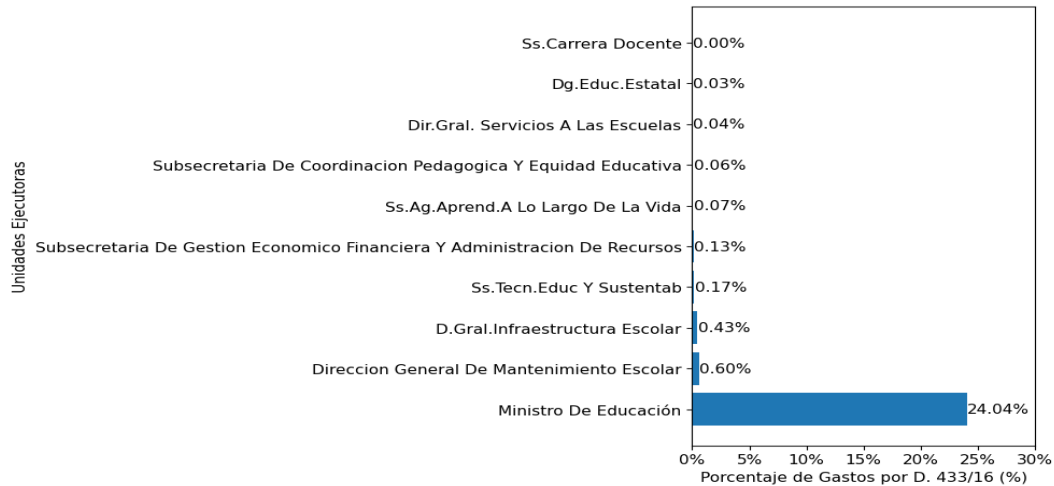 Unidades Ejecutoras
Ss.Carrera Docente 0.00%
Dg.Educ.Estatal 0.03%
Dir.Gral. Servicios A Las Escuelas 0.04%
Subsecretaria De Coordinacion Pedagogica Y Equidad Educativa 0.06%
Ss.Ag.Aprend.A Lo Largo De La Vida 0.07%
Subsecretaria De Gestion Economico Financiera Y Administracion De Recursos 0.13%
Ss.Tecn.Educ Y Sustentab 0.17%
D.Gral.Infraestructura Escolar 0.43%
Direccion General De Mantenimiento Escolar 0.60%
Ministro De Educación 24.04%
0% 5% 10% 15% 20% 25% 30%
Porcentaje de Gastos por D. 433/16 (%)